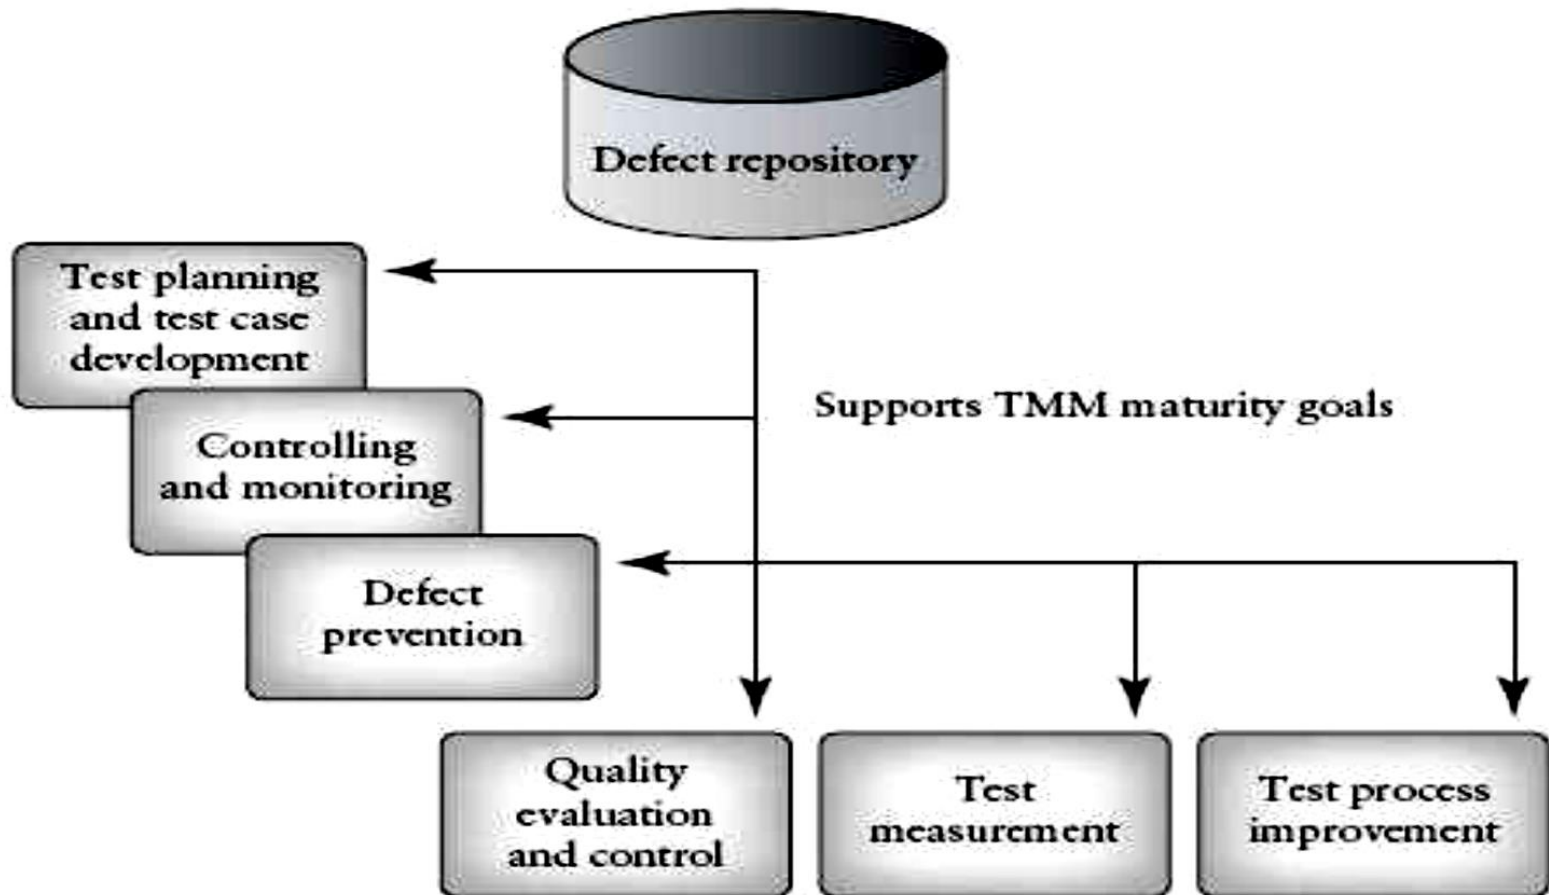 Defect repository
Test planning
and test case
development
Supports TMM maturity goals
Controlling
and monitoring
Defect
prevention
Quality
evaluation
and control
Test
measurement
Test process
improvement